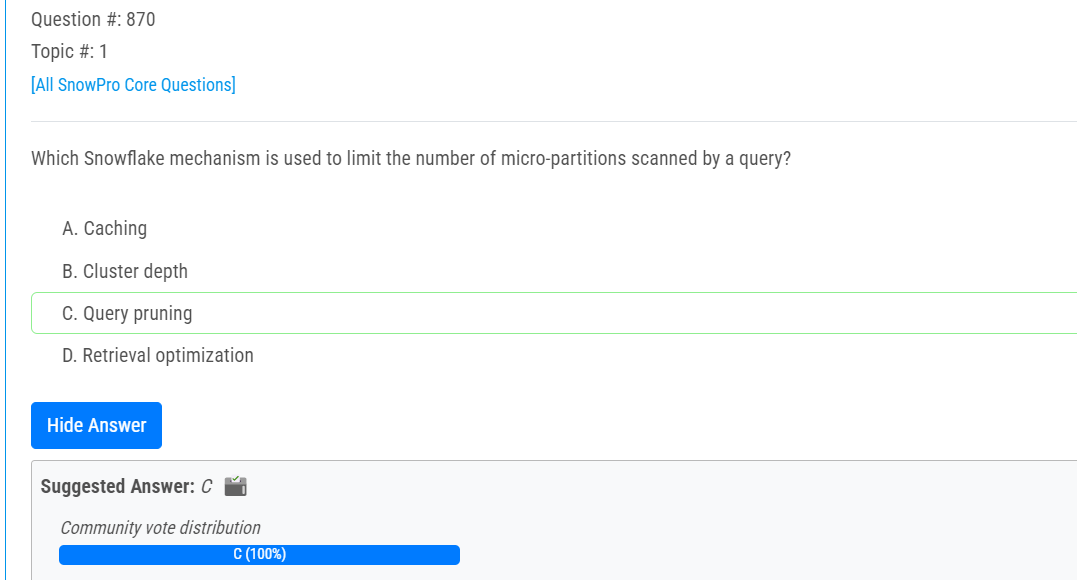 Question #: 870
Topic #: 1
[All SnowPro Core Questions]
Which Snowflake mechanism is used to limit the number of micro-partitions scanned by a query?
A. Caching
B. Cluster depth
C. Query pruning
D. Retrieval optimization
Hide Answer
Suggested Answer: C
Community vote distribution
C (100%)